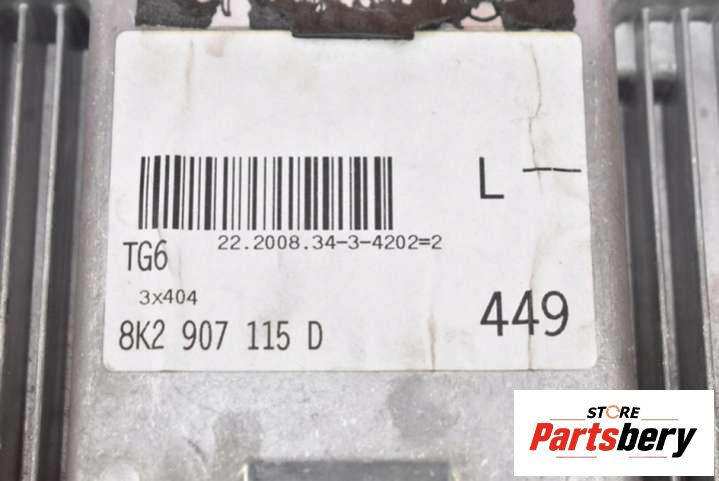 L --
22.2008.34-3-4202=2
TG6
3x404
8K2 907 115 D
449
STORE
Partsbery